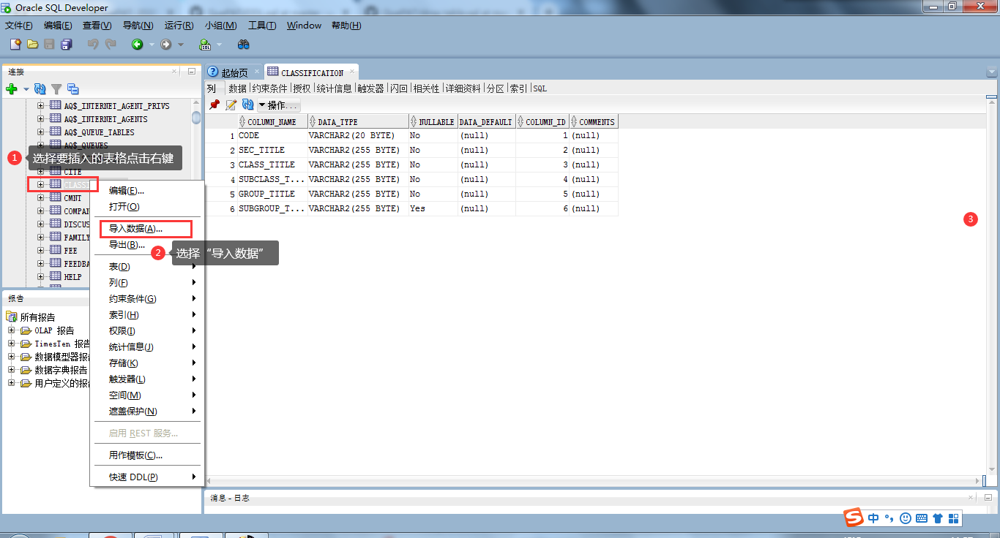 Oracle SQL Developer
文件(F) 编辑(E) 查看(V) 导航(N) 运行(R) 小组(M) 工具(T) Window 帮助(H)
连接
AQ$_INTERNET_AGENT_PRIVS
AQ$_INTERNET_AGENTS
AQ$_QUEUE_TABLES
AQ$_QUEUES
1 选择要插入的表格点击右键
CITE
CLASSI
CMNT
COMPAN
DISCUS
FAMILY
FEE
FEEDBA
HELP
编辑(E)...
打开(O)
导入数据(A)...
导出(B)...
2 选择“导入数据”
表(D)
列(F)
约束条件(G)
索引(H)
权限(I)
统计信息(J)
存储(K)
触发器(L)
空间(M)
遮盖保护(N)
启用 REST 服务...
用作模板(C)...
快速 DDL(P)
报告
所有报告
OLAP 报告
TimesTen 报告
数据模型器报
数据字典报告
用户定义的报
起始页 CLASSIFICATION
列 数据 约束条件 授权 统计信息 触发器 闪回 相关性 详细资料 分区 索引 SQL
操作...
COLUMN_NAME DATA_TYPE NULLABLE DATA_DEFAULT COLUMN_ID COMMENTS
1 CODE VARCHAR2(20 BYTE) No (null) 1 (null)
2 SEC_TITLE VARCHAR2(255 BYTE) No (null) 2 (null)
3 CLASS_TITLE VARCHAR2(255 BYTE) No (null) 3 (null)
4 SUBCLASS_T... VARCHAR2(255 BYTE) No (null) 4 (null)
5 GROUP_TITLE VARCHAR2(255 BYTE) No (null) 5 (null)
6 SUBGROUP_T... VARCHAR2(255 BYTE) Yes (null) 6 (null)
3
消息 - 日志
S 中